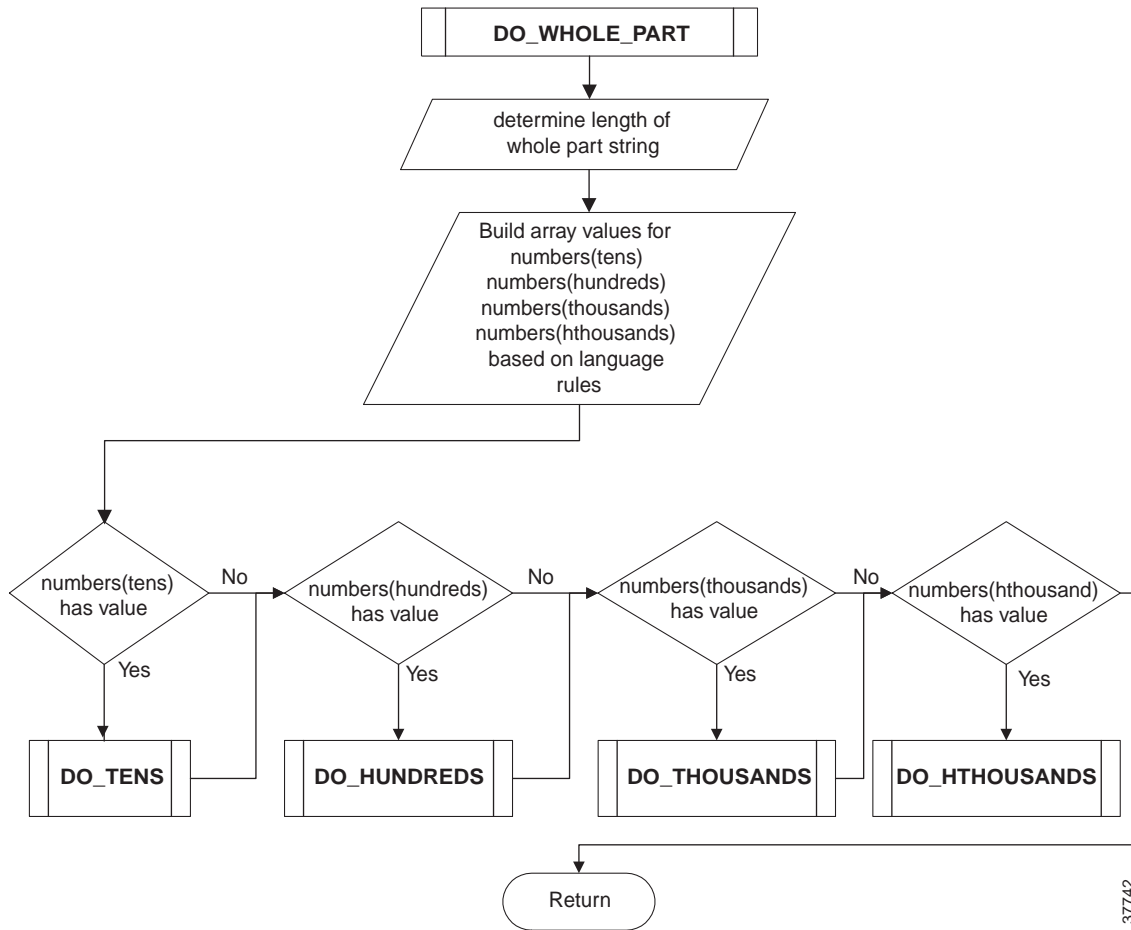 DO_WHOLE_PART
determine length of
whole part string
Build array values for
numbers(tens)
numbers(hundreds)
numbers(thousands)
numbers(hthousands)
based on language
rules
numbers(tens)
has value
No
Yes
numbers(hundreds)
has value
No
Yes
numbers(thousands)
has value
No
Yes
numbers(hthousand)
has value
Yes
DO_TENS
DO_HUNDREDS
DO_THOUSANDS
DO_HTHOUSANDS
Return
37742